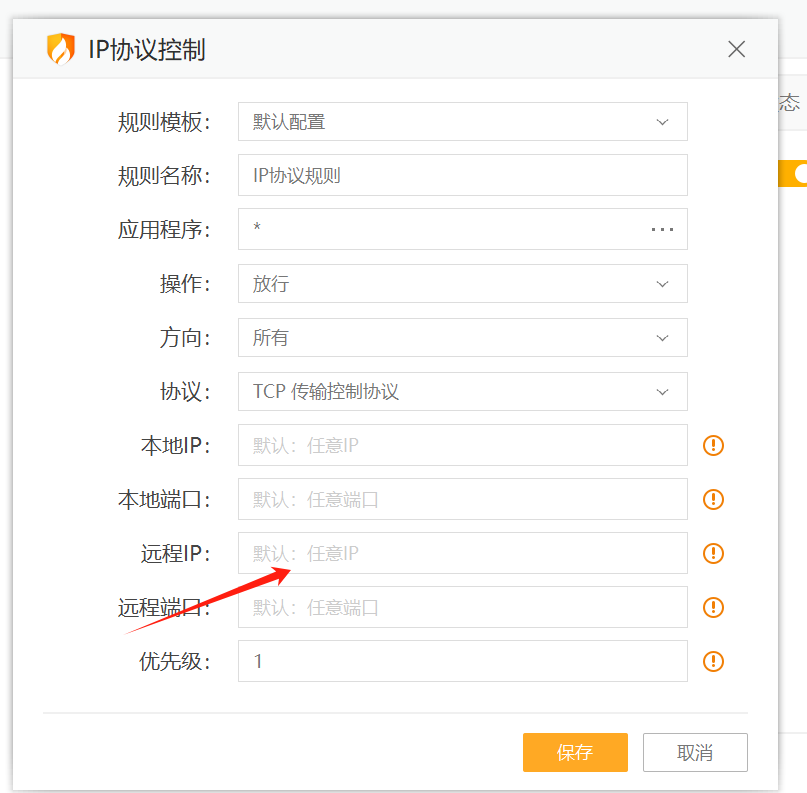 IP协议控制
态
规则模板： 默认配置
规则名称： IP协议规则
应用程序： * ...
操作： 放行
方向： 所有
协议： TCP 传输控制协议
本地IP： 默认：任意IP
本地端口： 默认：任意端口
远程IP： 默认：任意IP
远程端口： 默认：任意端口
优先级： 1
保存 取消